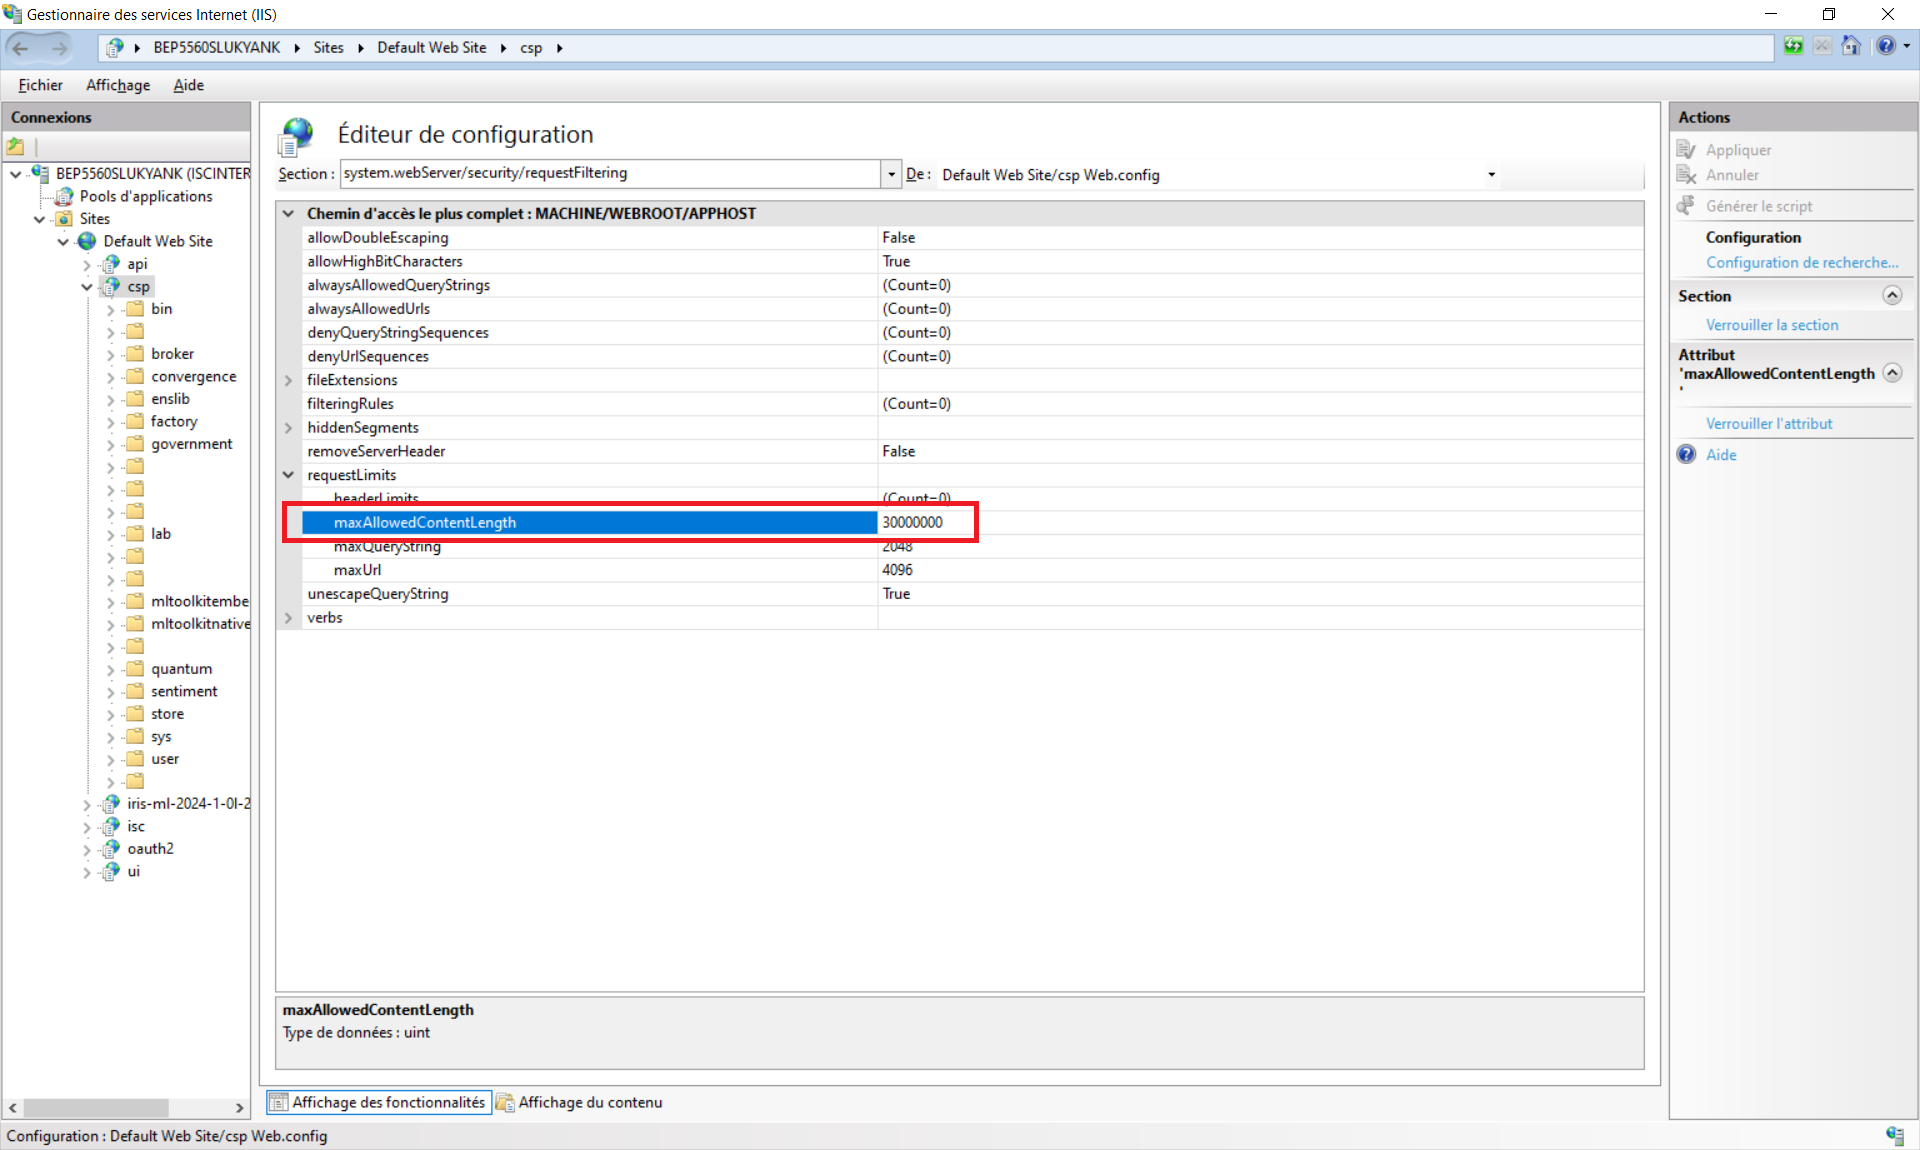 Gestionnaire des services Internet (IIS)
BEP5560SLUKYANK Sites Default Web Site csp
Fichier Affichage Aide
Connexions
BEP5560SLUKYANK (ISCINTER
Pools d'applications
Sites
Default Web Site
api
csp
bin
broker
convergence
enslib
factory
government
lab
mltoolkitembe
mltoolkitnative
quantum
sentiment
store
sys
user
iris-ml-2024-1-0I-2
isc
oauth2
ui
Éditeur de configuration
Section : system.webServer/security/requestFiltering De : Default Web Site/csp Web.config
Chemin d'accès le plus complet : MACHINE/WEBROOT/APPHOST
allowDoubleEscaping False
allowHighBitCharacters True
alwaysAllowedQueryStrings (Count=0)
alwaysAllowedUrls (Count=0)
denyQueryStringSequences (Count=0)
denyUrlSequences (Count=0)
fileExtensions
filteringRules (Count=0)
hiddenSegments
removeServerHeader False
requestLimits
headerLimits (Count=0)
maxAllowedContentLength 30000000
maxQueryString 2048
maxUrl 4096
unescapeQueryString True
verbs
maxAllowedContentLength
Type de données : uint
Affichage des fonctionnalités Affichage du contenu
Actions
Appliquer
Annuler
Générer le script
Configuration
Configuration de recherche...
Section
Verrouiller la section
Attribut
'maxAllowedContentLength
'
Verrouiller l'attribut
Aide
Configuration : Default Web Site/csp Web.config